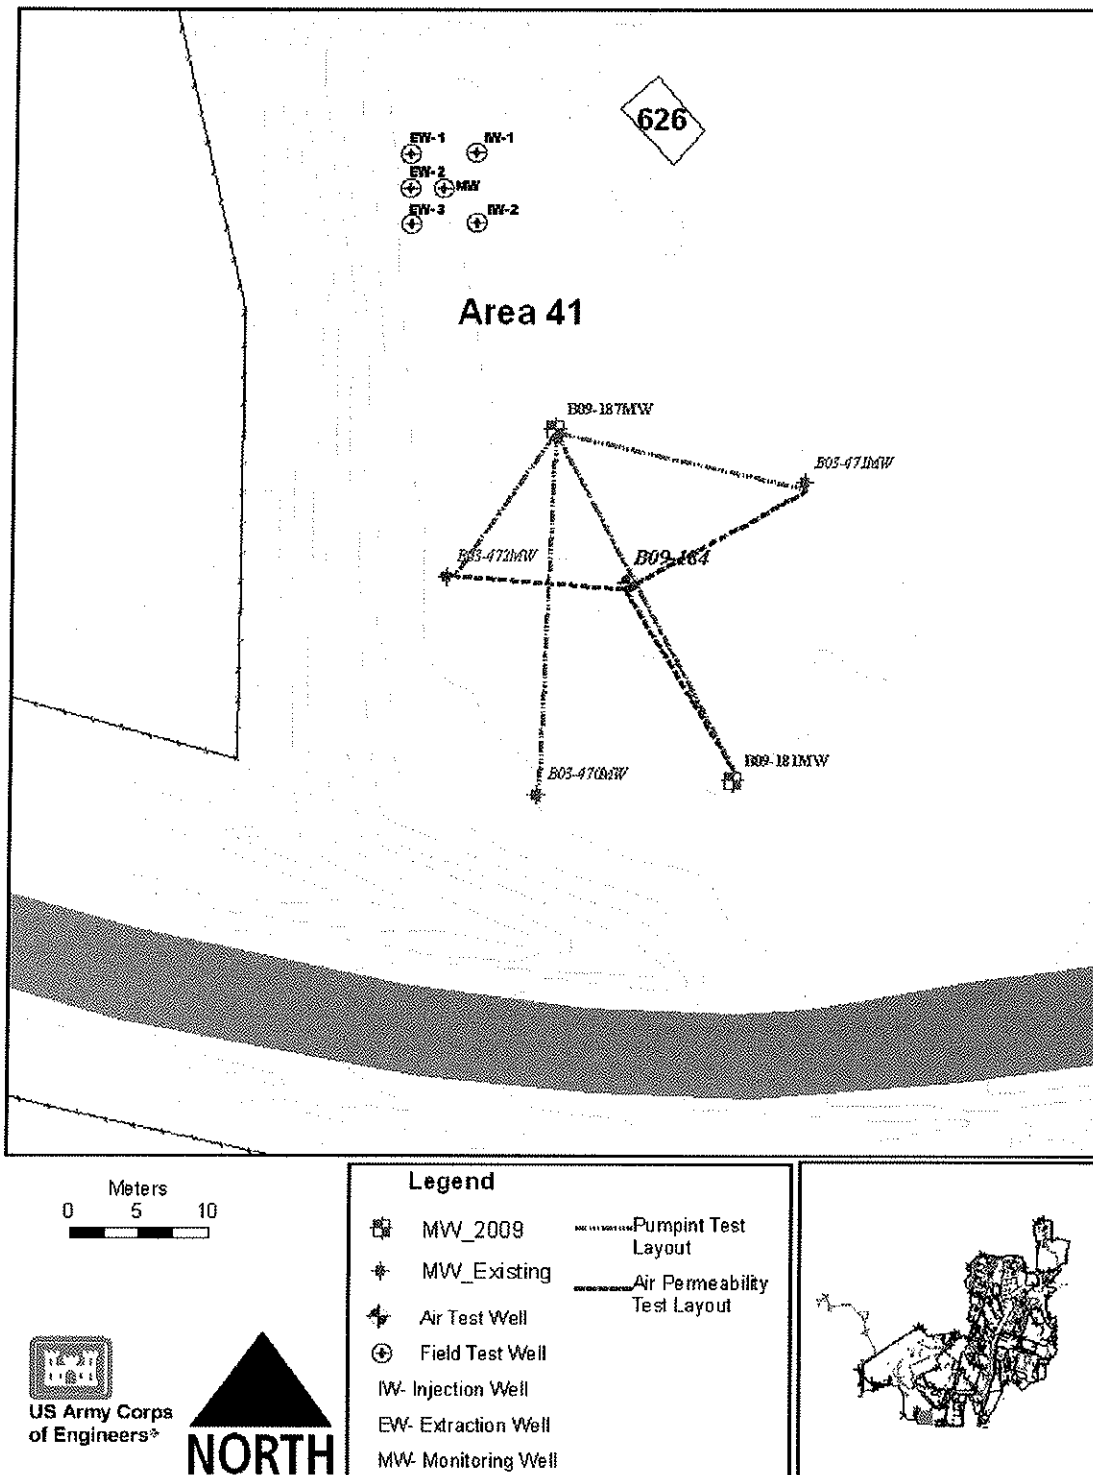 626
EW-1
IW-1
EW-2
MW
EW-3
IW-2
Area 41
B09-187MW
B03-471MW
B03-472MW
B09-184
B09-181MW
B03-470MW
Meters
0 5 10
US Army Corps
of Engineers®
NORTH
Legend
MW_2009
MW_Existing
Air Test Well
Field Test Well
IW- Injection Well
EW- Extraction Well
MW- Monitoring Well
Pumpint Test
Layout
Air Permeability
Test Layout